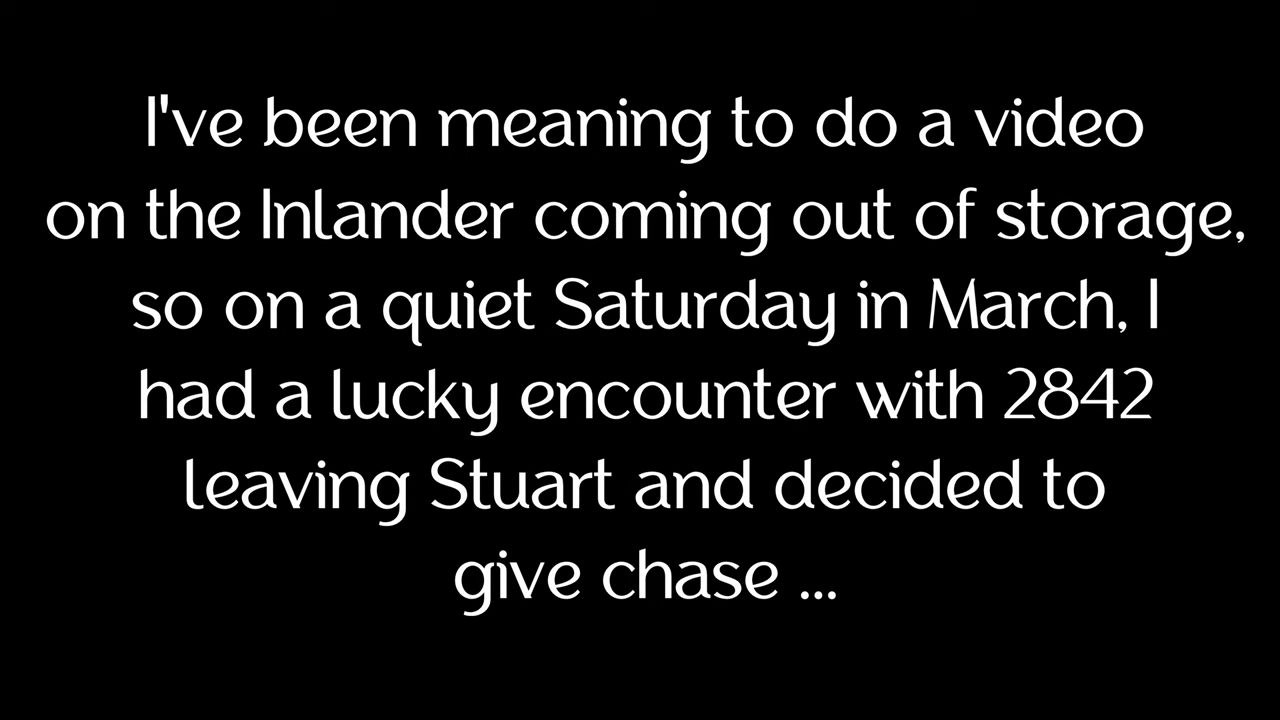 I've been meaning to do a video
on the Inlander coming out of storage,
so on a quiet Saturday in March, I
had a lucky encounter with 2842
leaving Stuart and decided to
give chase ...